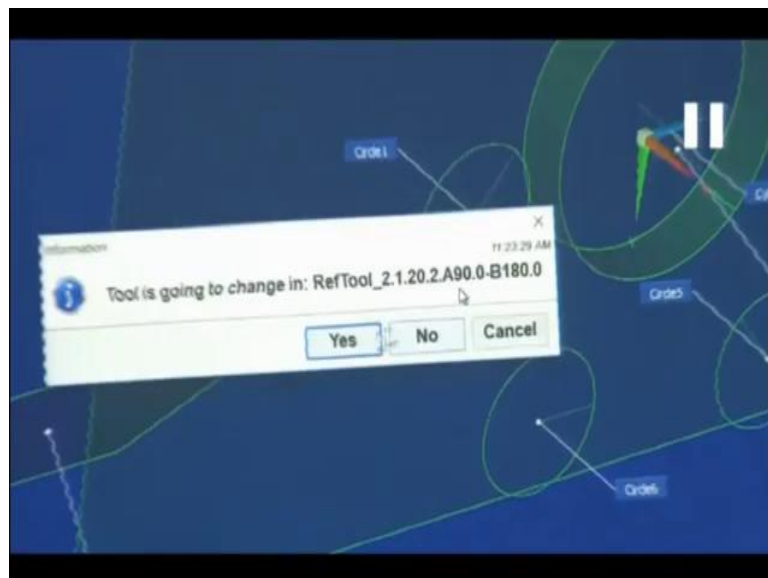 Circle1
Information
11:23:29 AM
Tool is going to change in: RefTool_2.1.20.2.A90.0-B180.0
Circle5
Yes No Cancel
Circle6